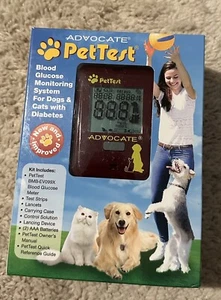 ADVOCATE®
PetTest
Blood
Glucose
Monitoring
System
For Dogs &
Cats with
Diabetes
New and
Improved
PetTest
ADVOCATE®
Kit Includes:
• PetTest
Blood Glucose
Meter
• Test Strips
• Lancets
• Carrying Case
• Control Solution
• Lancing Device
• (2) AAA Batteries
• PetTest Owner's
Manual
• PetTest Quick
Reference Guide